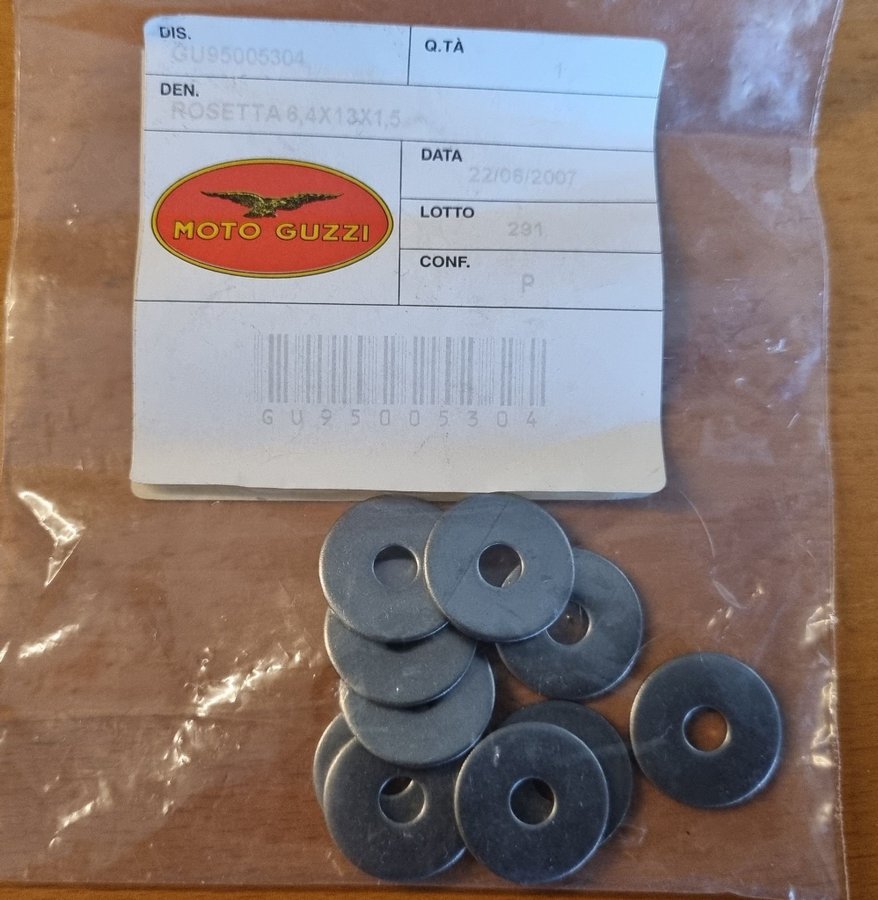 DIS.
GU95005304
Q.TÀ
1
DEN.
ROSETTA 6,4X13X1,5
MOTO GUZZI
DATA
22/06/2007
LOTTO
291
CONF.
P
GU95005304